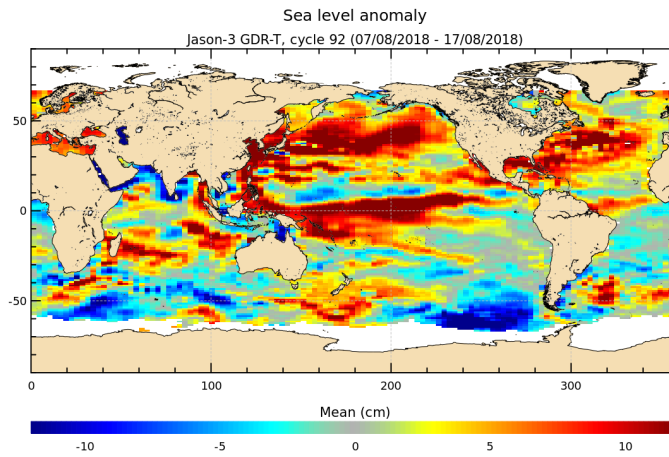 Sea level anomaly
Jason-3 GDR-T, cycle 92 (07/08/2018 - 17/08/2018)
50
0
-50
0 100 200 300
Mean (cm)
-10 -5 0 5 10